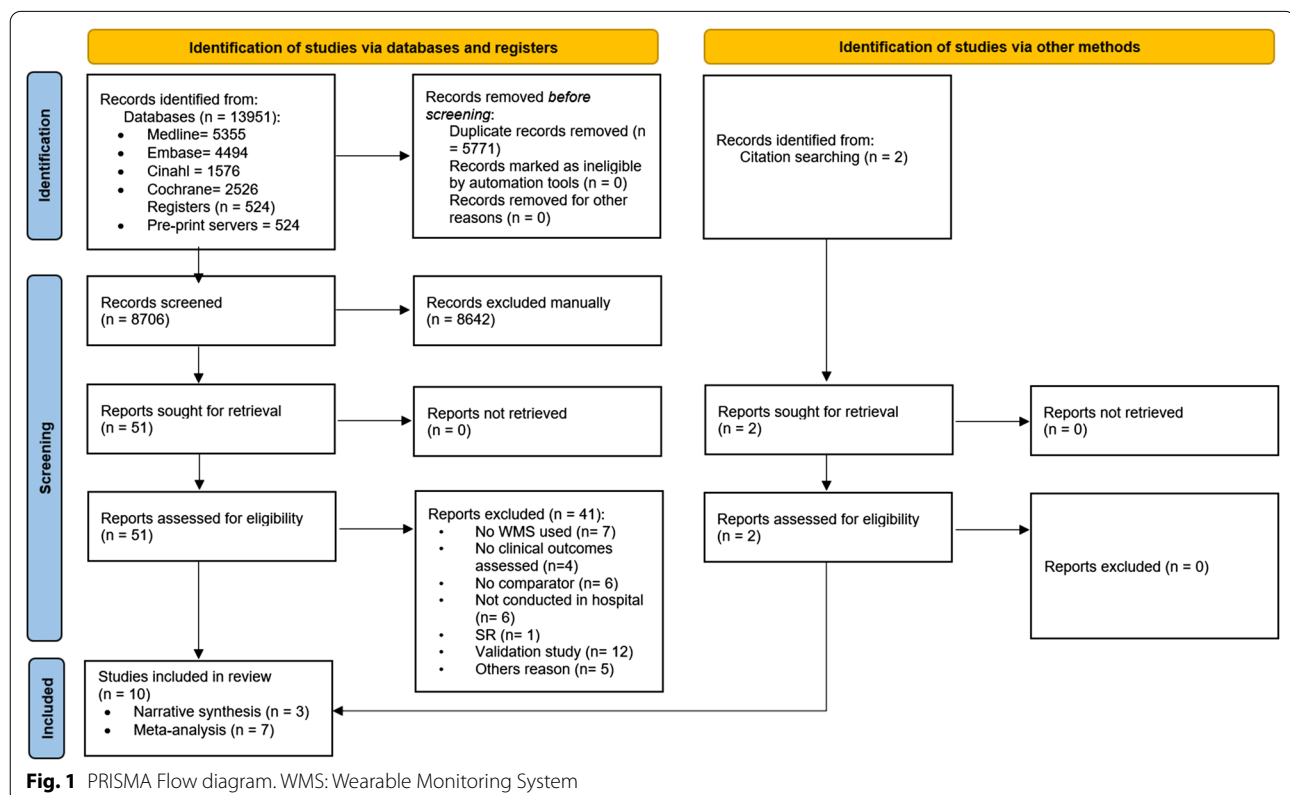 Identification of studies via databases and registers
Identification of studies via other methods
Identification
Records identified from:
Databases (n = 13951):
• Medline= 5355
• Embase= 4494
• Cinahl = 1576
• Cochrane= 2526
Registers (n = 524)
• Pre-print servers = 524
Records removed before
screening:
Duplicate records removed (n
= 5771)
Records marked as ineligible
by automation tools (n = 0)
Records removed for other
reasons (n = 0)
Records identified from:
Citation searching (n = 2)
Screening
Records screened
(n = 8706)
Records excluded manually
(n = 8642)
Reports sought for retrieval
(n = 51)
Reports not retrieved
(n = 0)
Reports sought for retrieval
(n = 2)
Reports not retrieved
(n = 0)
Reports assessed for eligibility
(n = 51)
Reports excluded (n = 41):
• No WMS used (n= 7)
• No clinical outcomes
assessed (n=4)
• No comparator (n= 6)
• Not conducted in hospital
(n= 6)
• SR (n= 1)
• Validation study (n= 12)
• Others reason (n= 5)
Reports assessed for eligibility
(n = 2)
Reports excluded (n = 0)
Included
Studies included in review
(n = 10)
• Narrative synthesis (n = 3)
• Meta-analysis (n = 7)
Fig. 1 PRISMA Flow diagram. WMS: Wearable Monitoring System